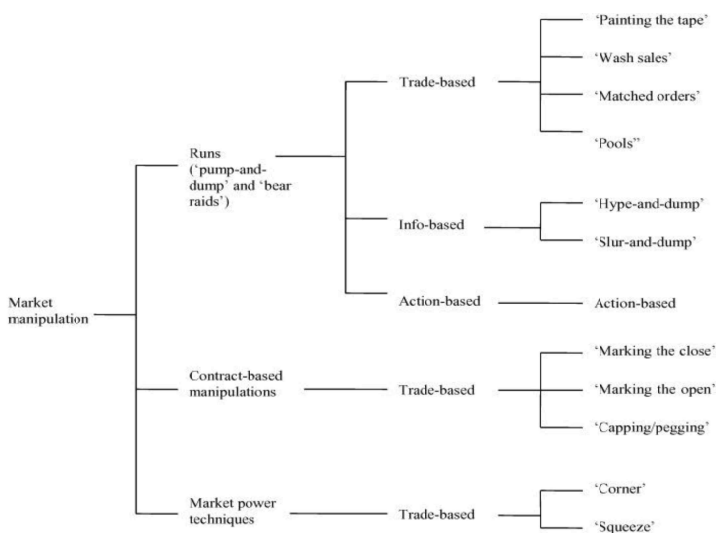 'Painting the tape'
'Wash sales'
Trade-based
'Matched orders'
'Pools''
Runs
('pump-and-
dump' and 'bear
raids')
'Hype-and-dump'
Info-based
'Slur-and-dump'
Market
manipulation
Action-based
Action-based
'Marking the close'
Contract-based
manipulations
Trade-based
'Marking the open'
'Capping/pegging'
'Corner'
Market power
techniques
Trade-based
'Squeeze'